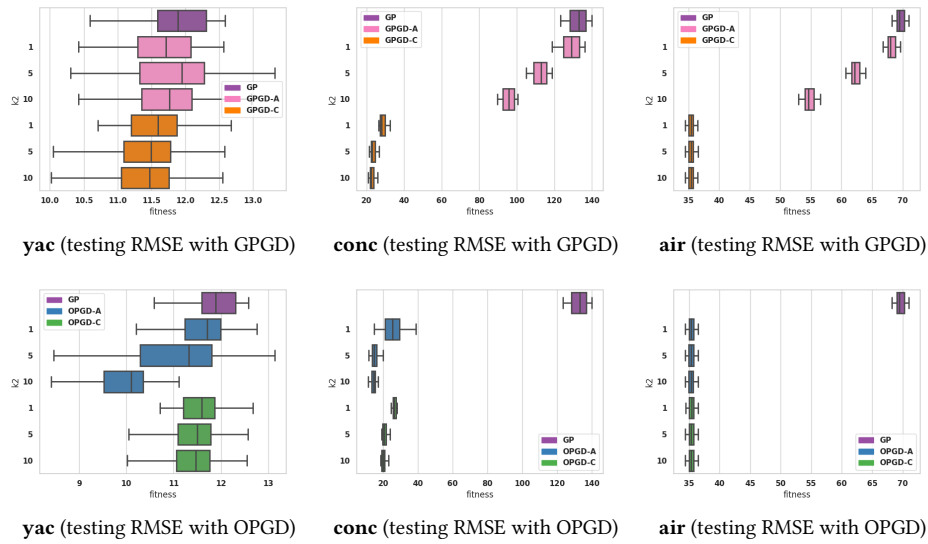 GP
GPGD-A
GPGD-C
k2
1
5
10
1
5
10
10.0 10.5 11.0 11.5 12.0 12.5 13.0
fitness
GP
GPGD-A
GPGD-C
k2
1
5
10
1
5
10
20 40 60 80 100 120 140
fitness
GP
GPGD-A
GPGD-C
k2
1
5
10
1
5
10
35 40 45 50 55 60 65 70
fitness
yac (testing RMSE with GPGD)
conc (testing RMSE with GPGD)
air (testing RMSE with GPGD)
GP
OPGD-A
OPGD-C
k2
1
5
10
1
5
10
9 10 11 12 13
fitness
GP
OPGD-A
OPGD-C
k2
1
5
10
1
5
10
20 40 60 80 100 120 140
fitness
GP
OPGD-A
OPGD-C
k2
1
5
10
1
5
10
35 40 45 50 55 60 65 70
fitness
yac (testing RMSE with OPGD)
conc (testing RMSE with OPGD)
air (testing RMSE with OPGD)